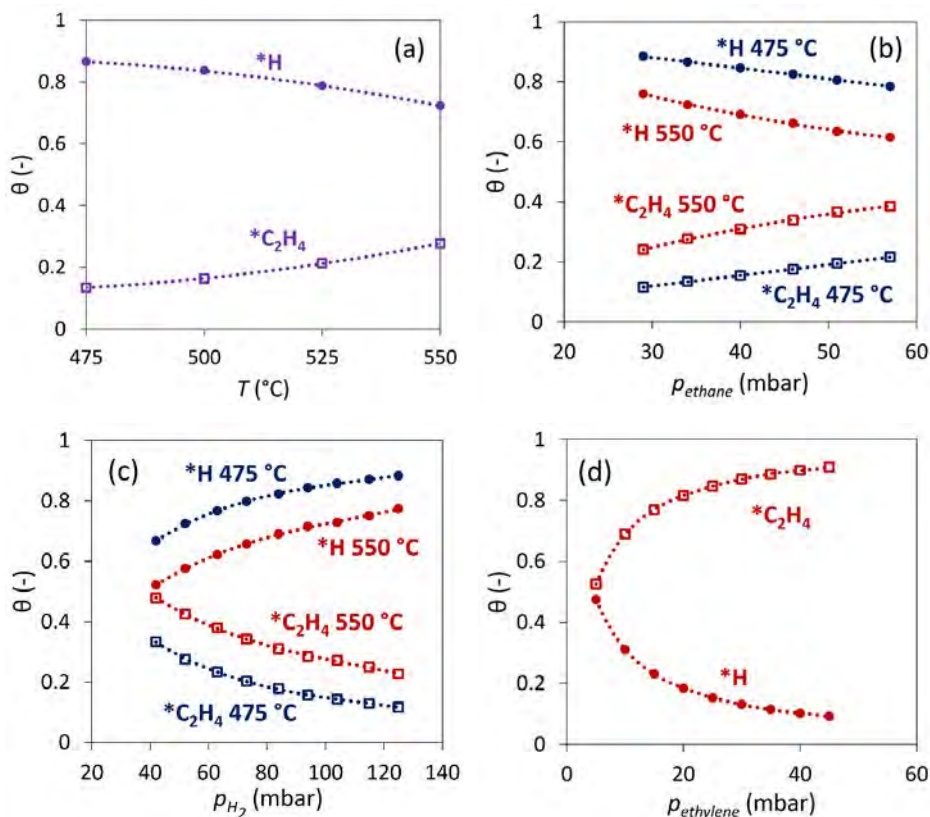 (a)
1
0.8
0.6
0.4
0.2
0
θ (-)
*H
*C₂H₄
475 500 525 550
T (°C)
(b)
1
0.8
0.6
0.4
0.2
0
θ (-)
*H 475 °C
*H 550 °C
*C₂H₄ 550 °C
*C₂H₄ 475 °C
20 30 40 50 60
p_ethane (mbar)
(c)
1
0.8
0.6
0.4
0.2
0
θ (-)
*H 475 °C
*H 550 °C
*C₂H₄ 550 °C
*C₂H₄ 475 °C
20 40 60 80 100 120 140
p_H₂ (mbar)
(d)
1
0.8
0.6
0.4
0.2
0
θ (-)
*C₂H₄
*H
0 20 40 60
p_ethylene (mbar)